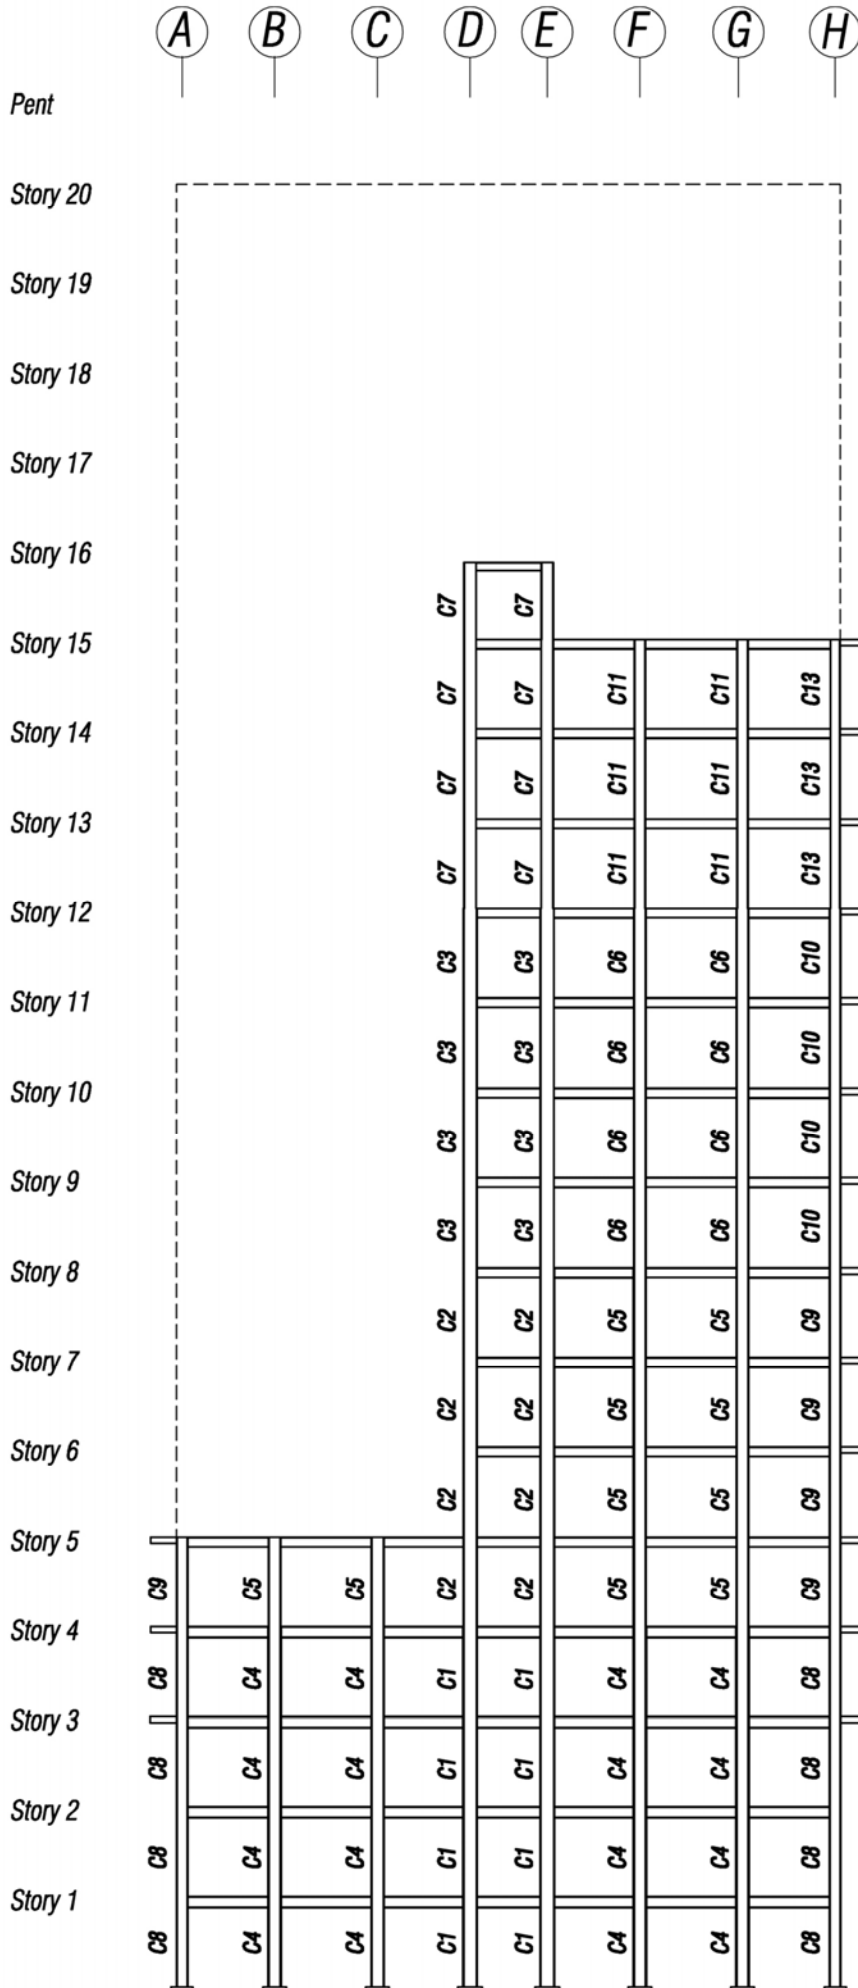 A B C D E F G H
Pent
Story 20
Story 19
Story 18
Story 17
Story 16
C7 C7
Story 15
C7 C7 C11 C11 C13
Story 14
C7 C7 C11 C11 C13
Story 13
C7 C7 C11 C11 C13
Story 12
C3 C3 C6 C6 C10
Story 11
C3 C3 C6 C6 C10
Story 10
C3 C3 C6 C6 C10
Story 9
C3 C3 C6 C6 C10
Story 8
C2 C2 C5 C5 C9
Story 7
C2 C2 C5 C5 C9
Story 6
C2 C2 C5 C5 C9
Story 5
C9 C5 C5 C2 C2 C5 C5 C9
Story 4
C8 C4 C4 C1 C1 C4 C4 C8
Story 3
C8 C4 C4 C1 C1 C4 C4 C8
Story 2
C8 C4 C4 C1 C1 C4 C4 C8
Story 1
C8 C4 C4 C1 C1 C4 C4 C8